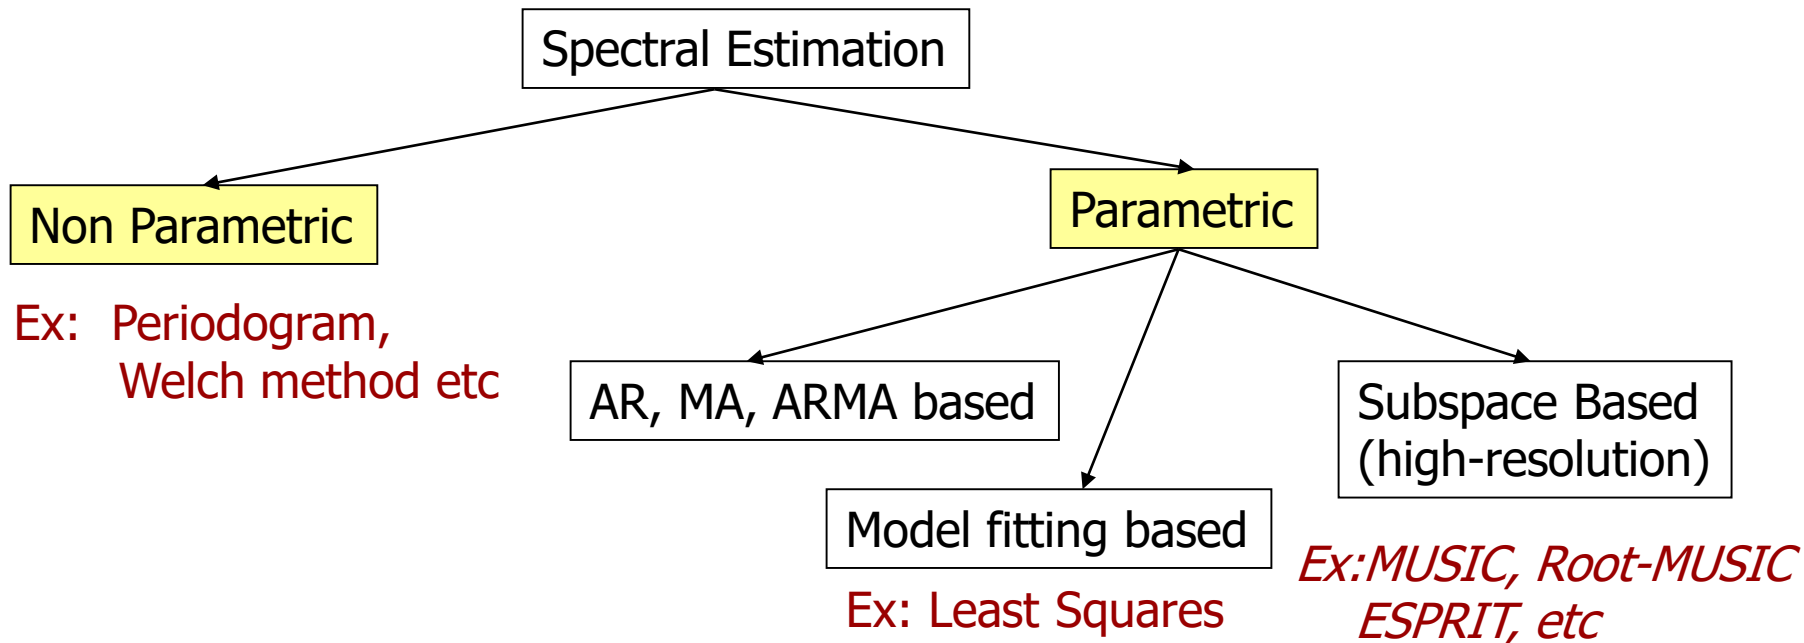 Spectral Estimation
Non Parametric
Parametric
Ex: Periodogram,
Welch method etc
AR, MA, ARMA based
Subspace Based
(high-resolution)
Model fitting based
Ex: Least Squares
Ex:MUSIC, Root-MUSIC
ESPRIT, etc